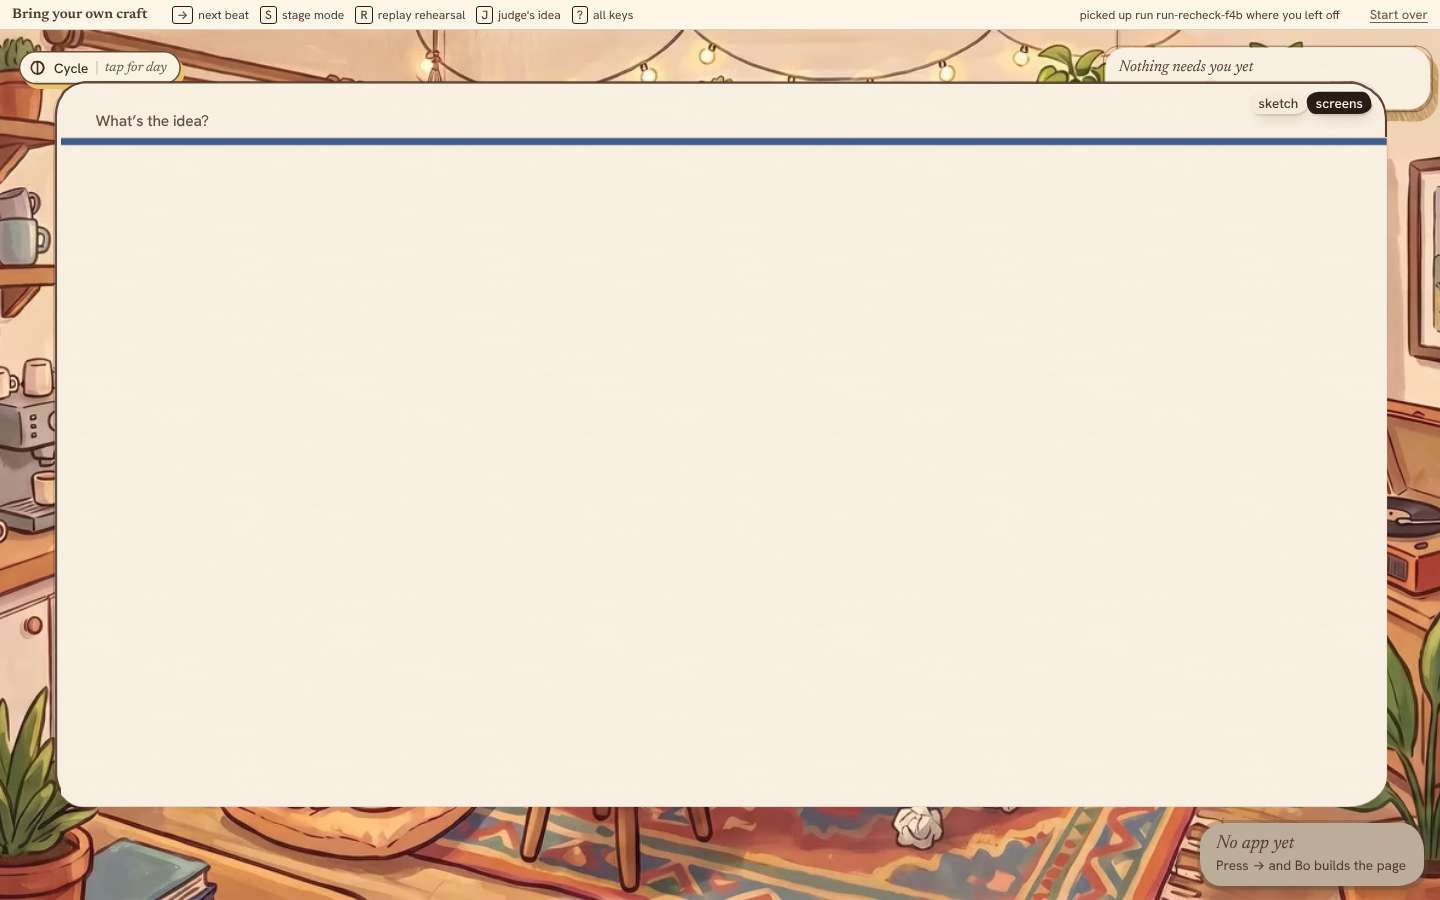 Bring your own craft → next beat S stage mode R replay rehearsal J judge's idea ? all keys picked up run run-recheck-f4b where you left off Start over
Cycle | tap for day
Nothing needs you yet
sketch screens
What's the idea?
No app yet
Press → and Bo builds the page